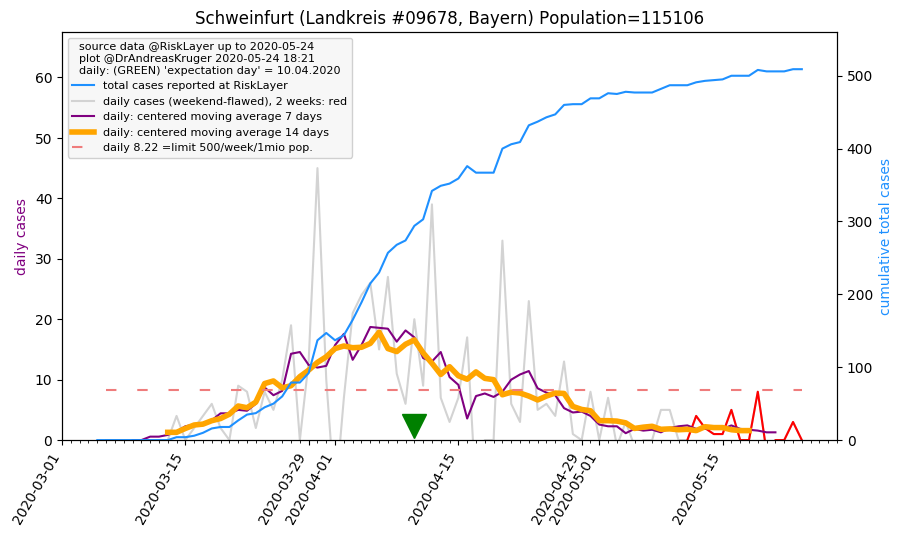 Schweinfurt (Landkreis #09678, Bayern) Population=115106
source data @RiskLayer up to 2020-05-24
plot @DrAndreasKruger 2020-05-24 18:21
daily: (GREEN) 'expectation day' = 10.04.2020
total cases reported at RiskLayer
daily cases (weekend-flawed), 2 weeks: red
daily: centered moving average 7 days
daily: centered moving average 14 days
daily 8.22 =limit 500/week/1mio pop.
daily cases
60
50
40
30
20
10
0
cumulative total cases
500
400
300
200
100
0
2020-03-01
2020-03-15
2020-03-29
2020-04-01
2020-04-15
2020-04-29
2020-05-01
2020-05-15